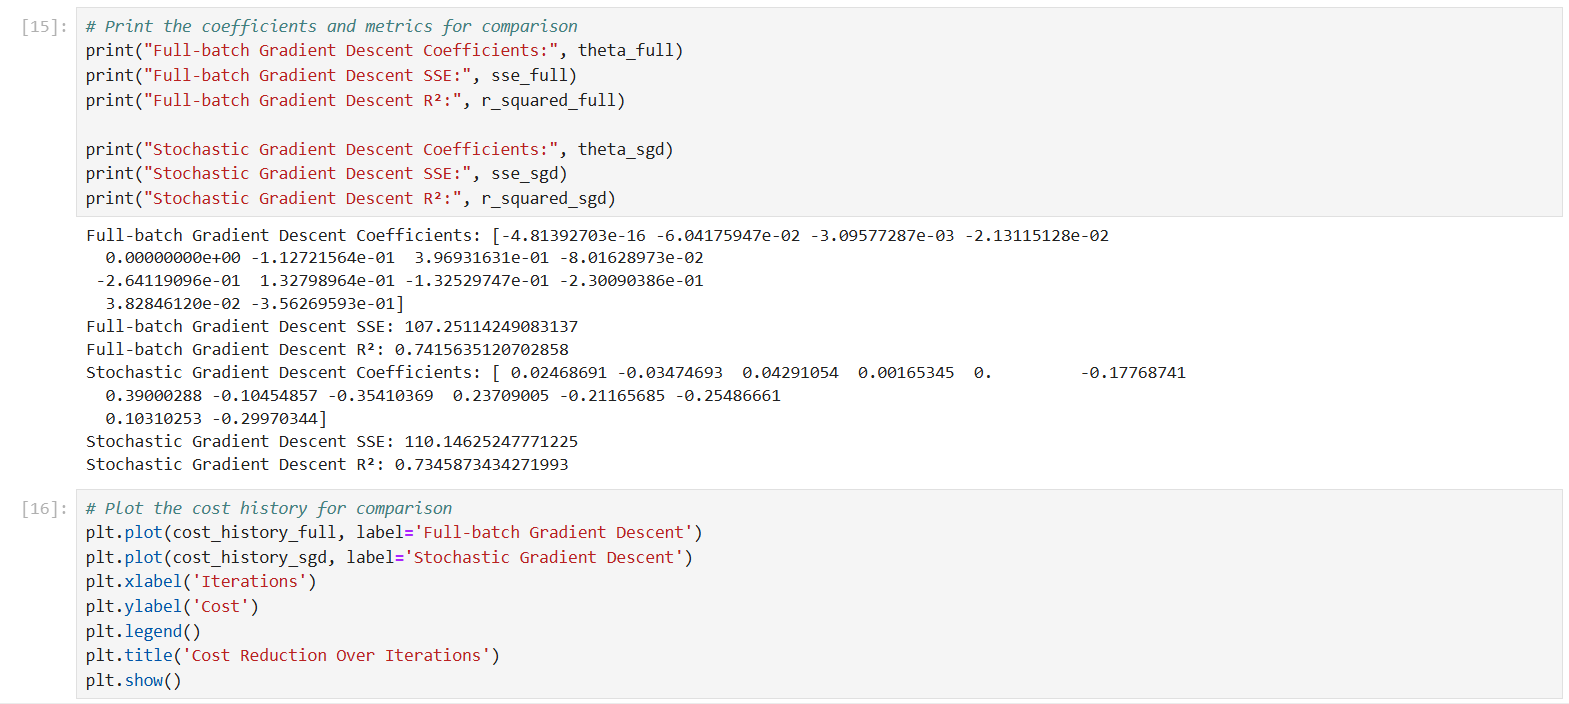 [15]: # Print the coefficients and metrics for comparison
print("Full-batch Gradient Descent Coefficients:", theta_full)
print("Full-batch Gradient Descent SSE:", sse_full)
print("Full-batch Gradient Descent R²:", r_squared_full)
print("Stochastic Gradient Descent Coefficients:", theta_sgd)
print("Stochastic Gradient Descent SSE:", sse_sgd)
print("Stochastic Gradient Descent R²:", r_squared_sgd)
Full-batch Gradient Descent Coefficients: [-4.81392703e-16 -6.04175947e-02 -3.09577287e-03 -2.13115128e-02
0.00000000e+00 -1.12721564e-01  3.96931631e-01 -8.01628973e-02
-2.64119096e-01  1.32798964e-01 -1.32529747e-01 -2.30090386e-01
3.82846120e-02 -3.56269593e-01]
Full-batch Gradient Descent SSE: 107.25114249083137
Full-batch Gradient Descent R²: 0.7415635120702858
Stochastic Gradient Descent Coefficients: [ 0.02468691 -0.03474693  0.04291054  0.00165345  0.         -0.17768741
0.39000288 -0.10454857 -0.35410369  0.23709005 -0.21165685 -0.25486661
0.10310253 -0.29970344]
Stochastic Gradient Descent SSE: 110.14625247771225
Stochastic Gradient Descent R²: 0.7345873434271993
[16]: # Plot the cost history for comparison
plt.plot(cost_history_full, label='Full-batch Gradient Descent')
plt.plot(cost_history_sgd, label='Stochastic Gradient Descent')
plt.xlabel('Iterations')
plt.ylabel('Cost')
plt.legend()
plt.title('Cost Reduction Over Iterations')
plt.show()